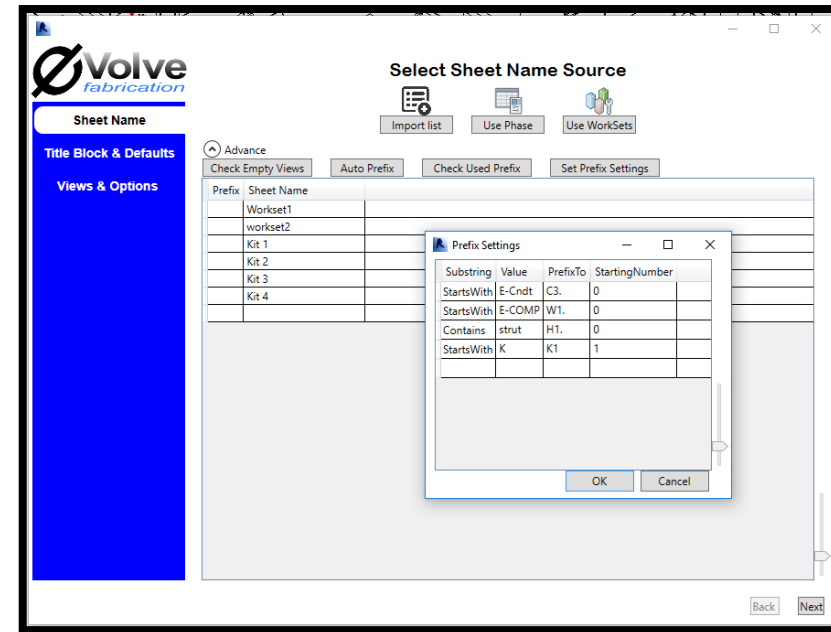 Volve
fabrication
Select Sheet Name Source
Import list Use Phase Use WorkSets
Sheet Name
Title Block & Defaults
Views & Options
Advance
Check Empty Views Auto Prefix Check Used Prefix Set Prefix Settings
Prefix Sheet Name
Workset1
workset2
Kit 1
Kit 2
Kit 3
Kit 4
Prefix Settings
Substring Value PrefixTo StartingNumber
StartsWith E-Cndt C3. 0
StartsWith E-COMP W1. 0
Contains strut H1. 0
StartsWith K K1 1
OK Cancel
Back Next